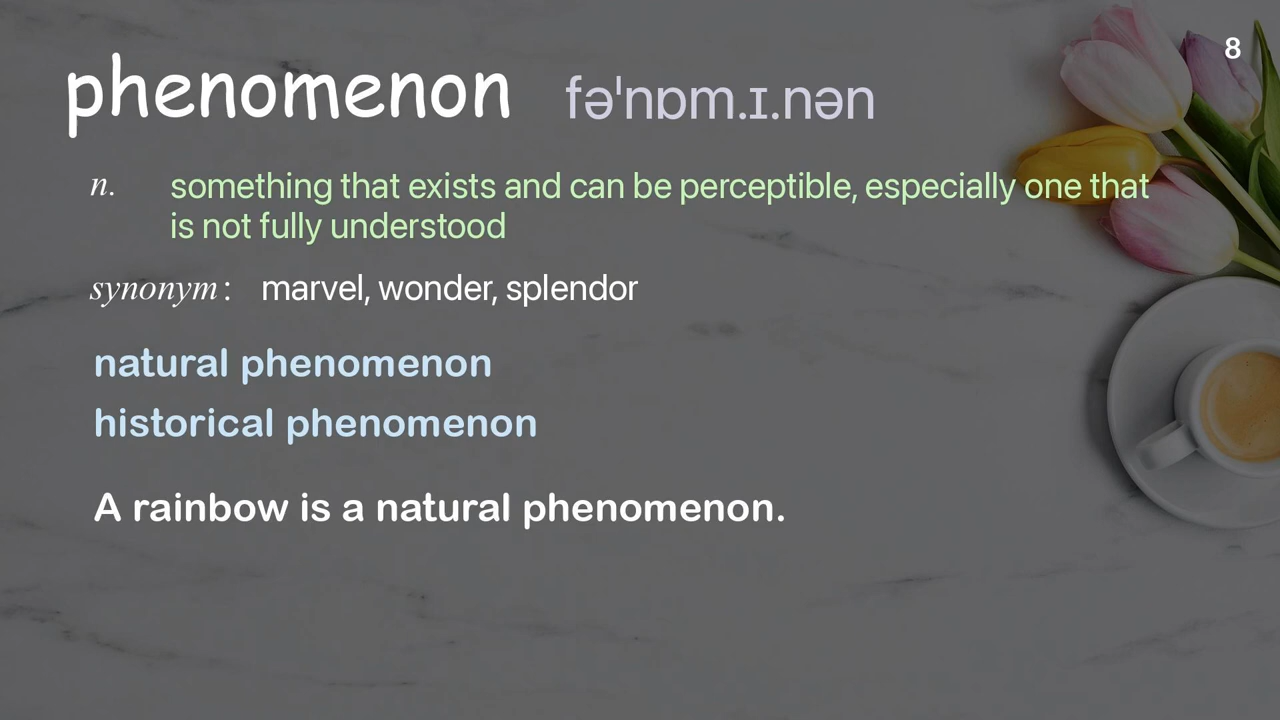 8
phenomenon fəˈnɒm.ɪ.nən
n. something that exists and can be perceptible, especially one that
is not fully understood
synonym: marvel, wonder, splendor
natural phenomenon
historical phenomenon
A rainbow is a natural phenomenon.